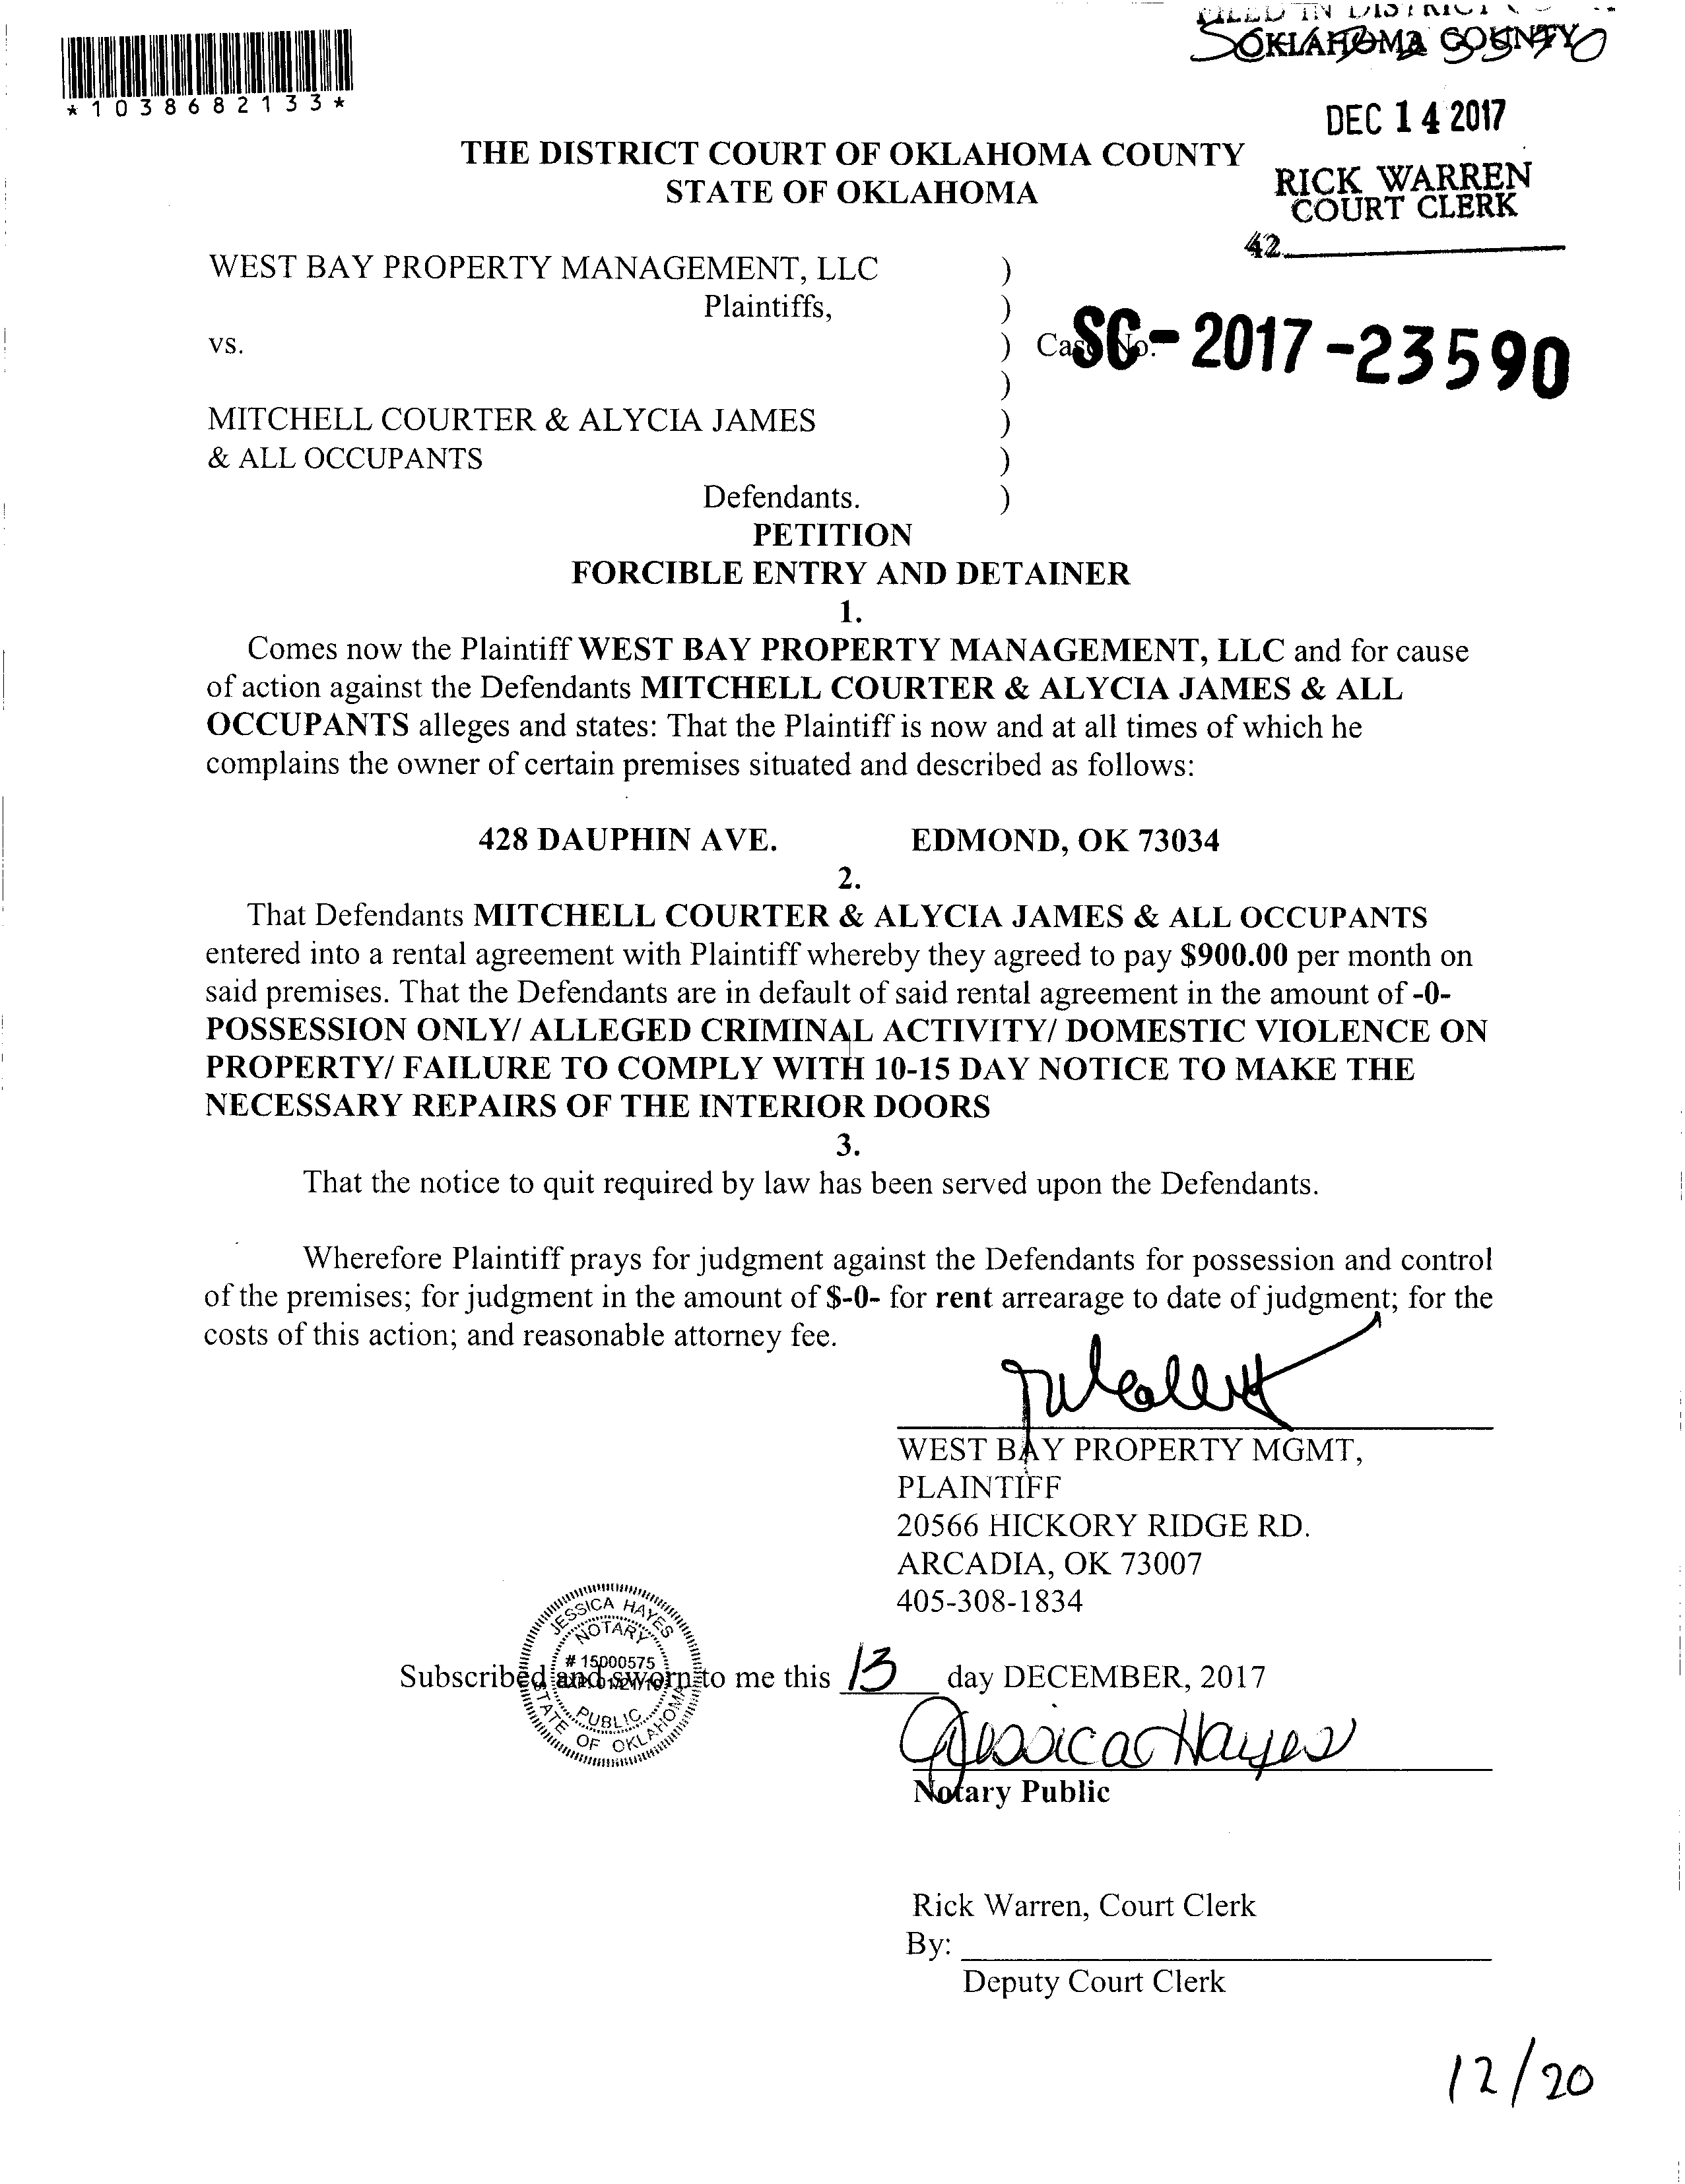 FILED IN DISTRICT
OKLAHOMA COUNTY
*1038682133*
DEC 14 2017
THE DISTRICT COURT OF OKLAHOMA COUNTY
STATE OF OKLAHOMA
RICK WARREN
COURT CLERK
42
WEST BAY PROPERTY MANAGEMENT, LLC )
Plaintiffs, )
vs. ) Case No. SC-2017-23590
)
MITCHELL COURTER & ALYCIA JAMES )
& ALL OCCUPANTS )
Defendants. )
PETITION
FORCIBLE ENTRY AND DETAINER
1.
Comes now the Plaintiff WEST BAY PROPERTY MANAGEMENT, LLC and for cause
of action against the Defendants MITCHELL COURTER & ALYCIA JAMES & ALL
OCCUPANTS alleges and states: That the Plaintiff is now and at all times of which he
complains the owner of certain premises situated and described as follows:
428 DAUPHIN AVE. EDMOND, OK 73034
2.
That Defendants MITCHELL COURTER & ALYCIA JAMES & ALL OCCUPANTS
entered into a rental agreement with Plaintiff whereby they agreed to pay $900.00 per month on
said premises. That the Defendants are in default of said rental agreement in the amount of -0-
POSSESSION ONLY/ ALLEGED CRIMINAL ACTIVITY/ DOMESTIC VIOLENCE ON
PROPERTY/ FAILURE TO COMPLY WITH 10-15 DAY NOTICE TO MAKE THE
NECESSARY REPAIRS OF THE INTERIOR DOORS
3.
That the notice to quit required by law has been served upon the Defendants.
Wherefore Plaintiff prays for judgment against the Defendants for possession and control
of the premises; for judgment in the amount of $-0- for rent arrearage to date of judgment; for the
costs of this action; and reasonable attorney fee.
WEST BAY PROPERTY MGMT,
PLAINTIFF
20566 HICKORY RIDGE RD.
ARCADIA, OK 73007
405-308-1834
JESSICA HAYES
NOTARY
# 15000575
PUBLIC
STATE OF OKLAHOMA
Subscribed and sworn to me this 13 day DECEMBER, 2017
Jessica Hayes
Notary Public
Rick Warren, Court Clerk
By:
Deputy Court Clerk
12/20